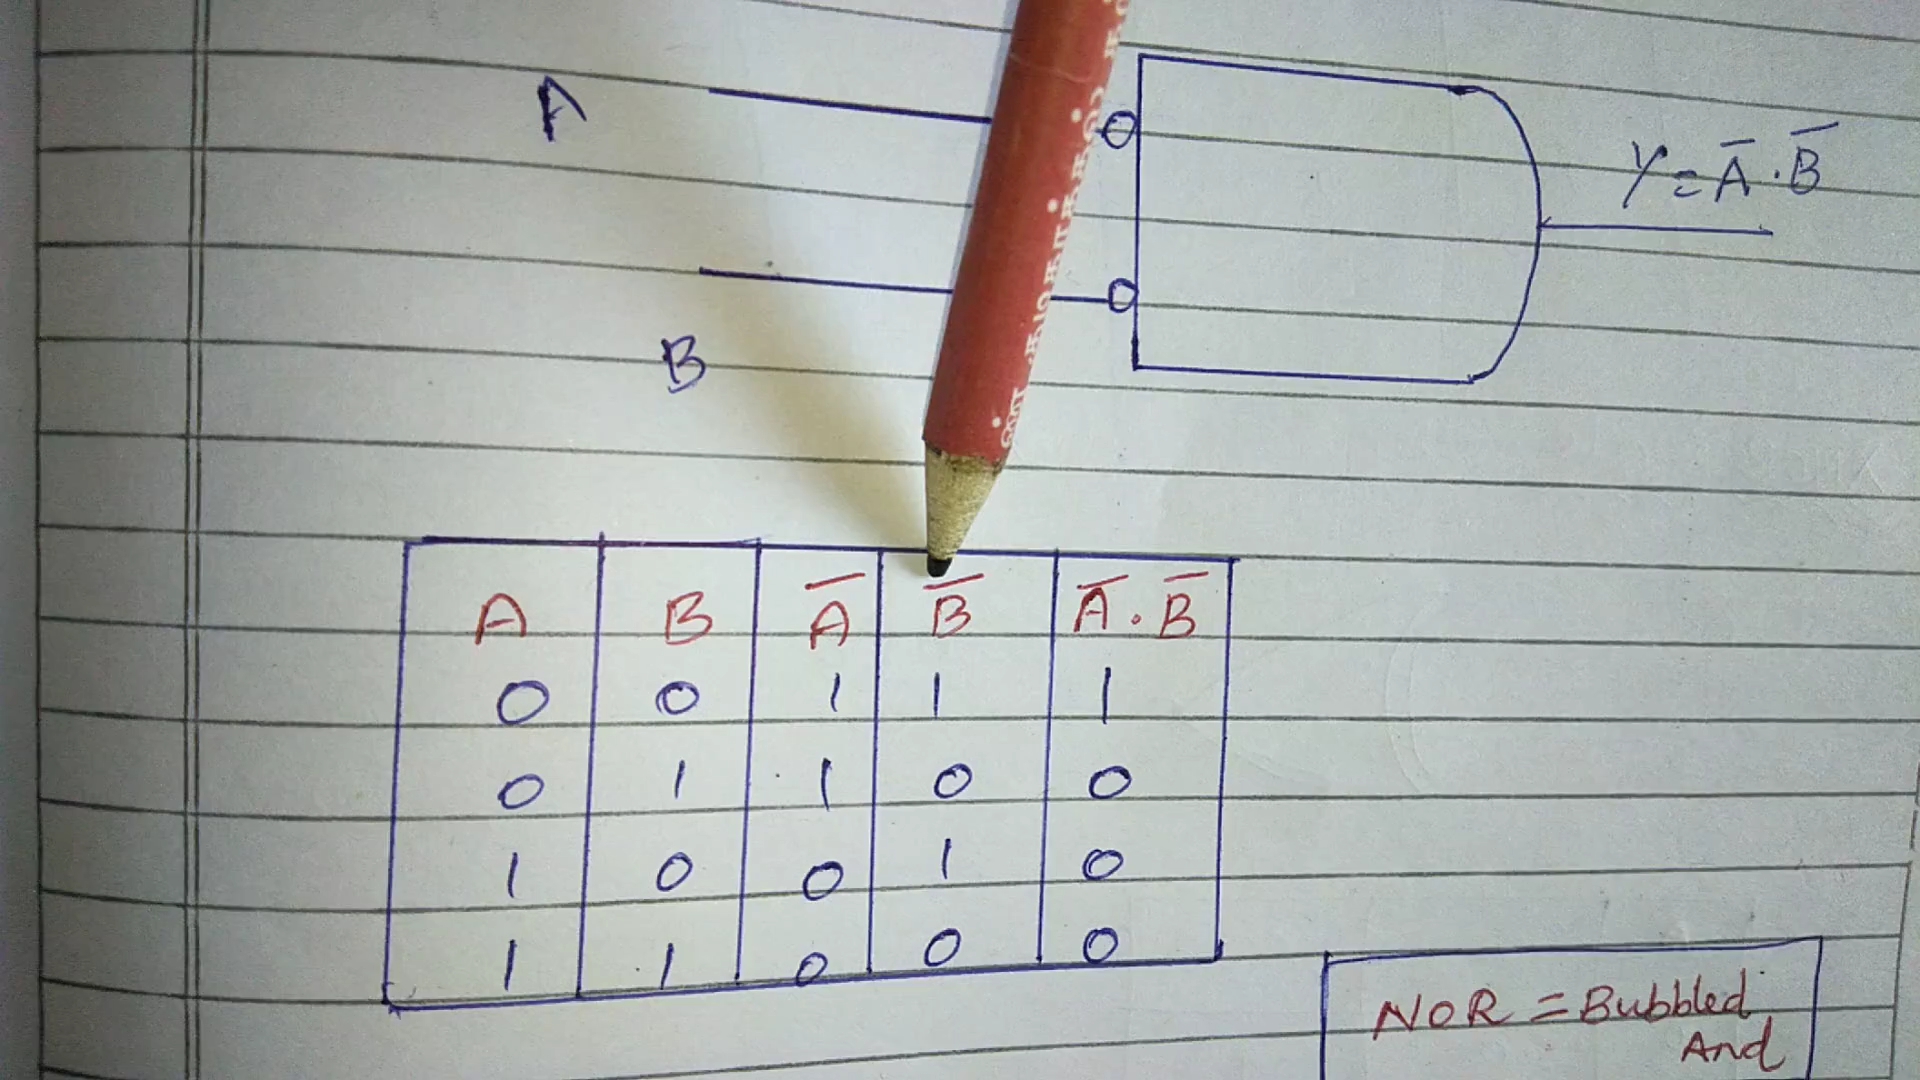 A
Y = A̅ . B̅
B
A B A̅ B̅ A̅ . B̅
0 0 1 1 1
0 1 1 0 0
1 0 0 1 0
1 1 0 0 0
NOR = Bubbled
And